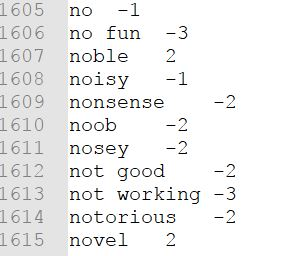 1605 no -1
1606 no fun -3
1607 noble 2
1608 noisy -1
1609 nonsense -2
1610 noob -2
1611 nosey -2
1612 not good -2
1613 not working -3
1614 notorious -2
1615 novel 2